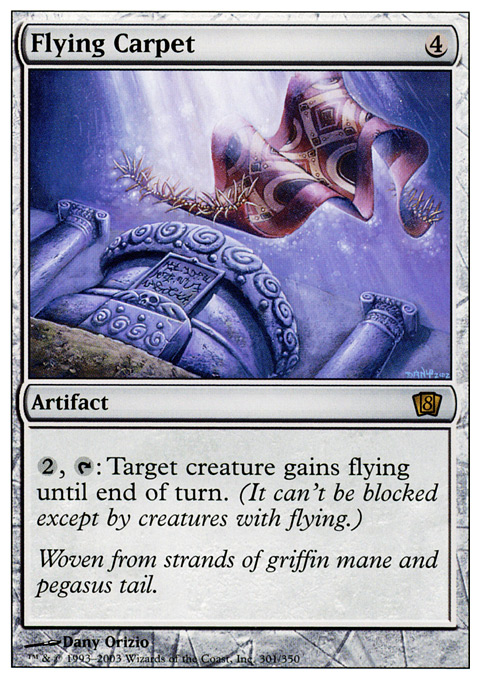 Flying Carpet 4
Artifact 8
2, T: Target creature gains flying
until end of turn. (It can't be blocked
except by creatures with flying.)
Woven from strands of griffin mane and
pegasus tail.
Dany Orizio
™ & © 1993–2003 Wizards of the Coast, Inc. 301/350